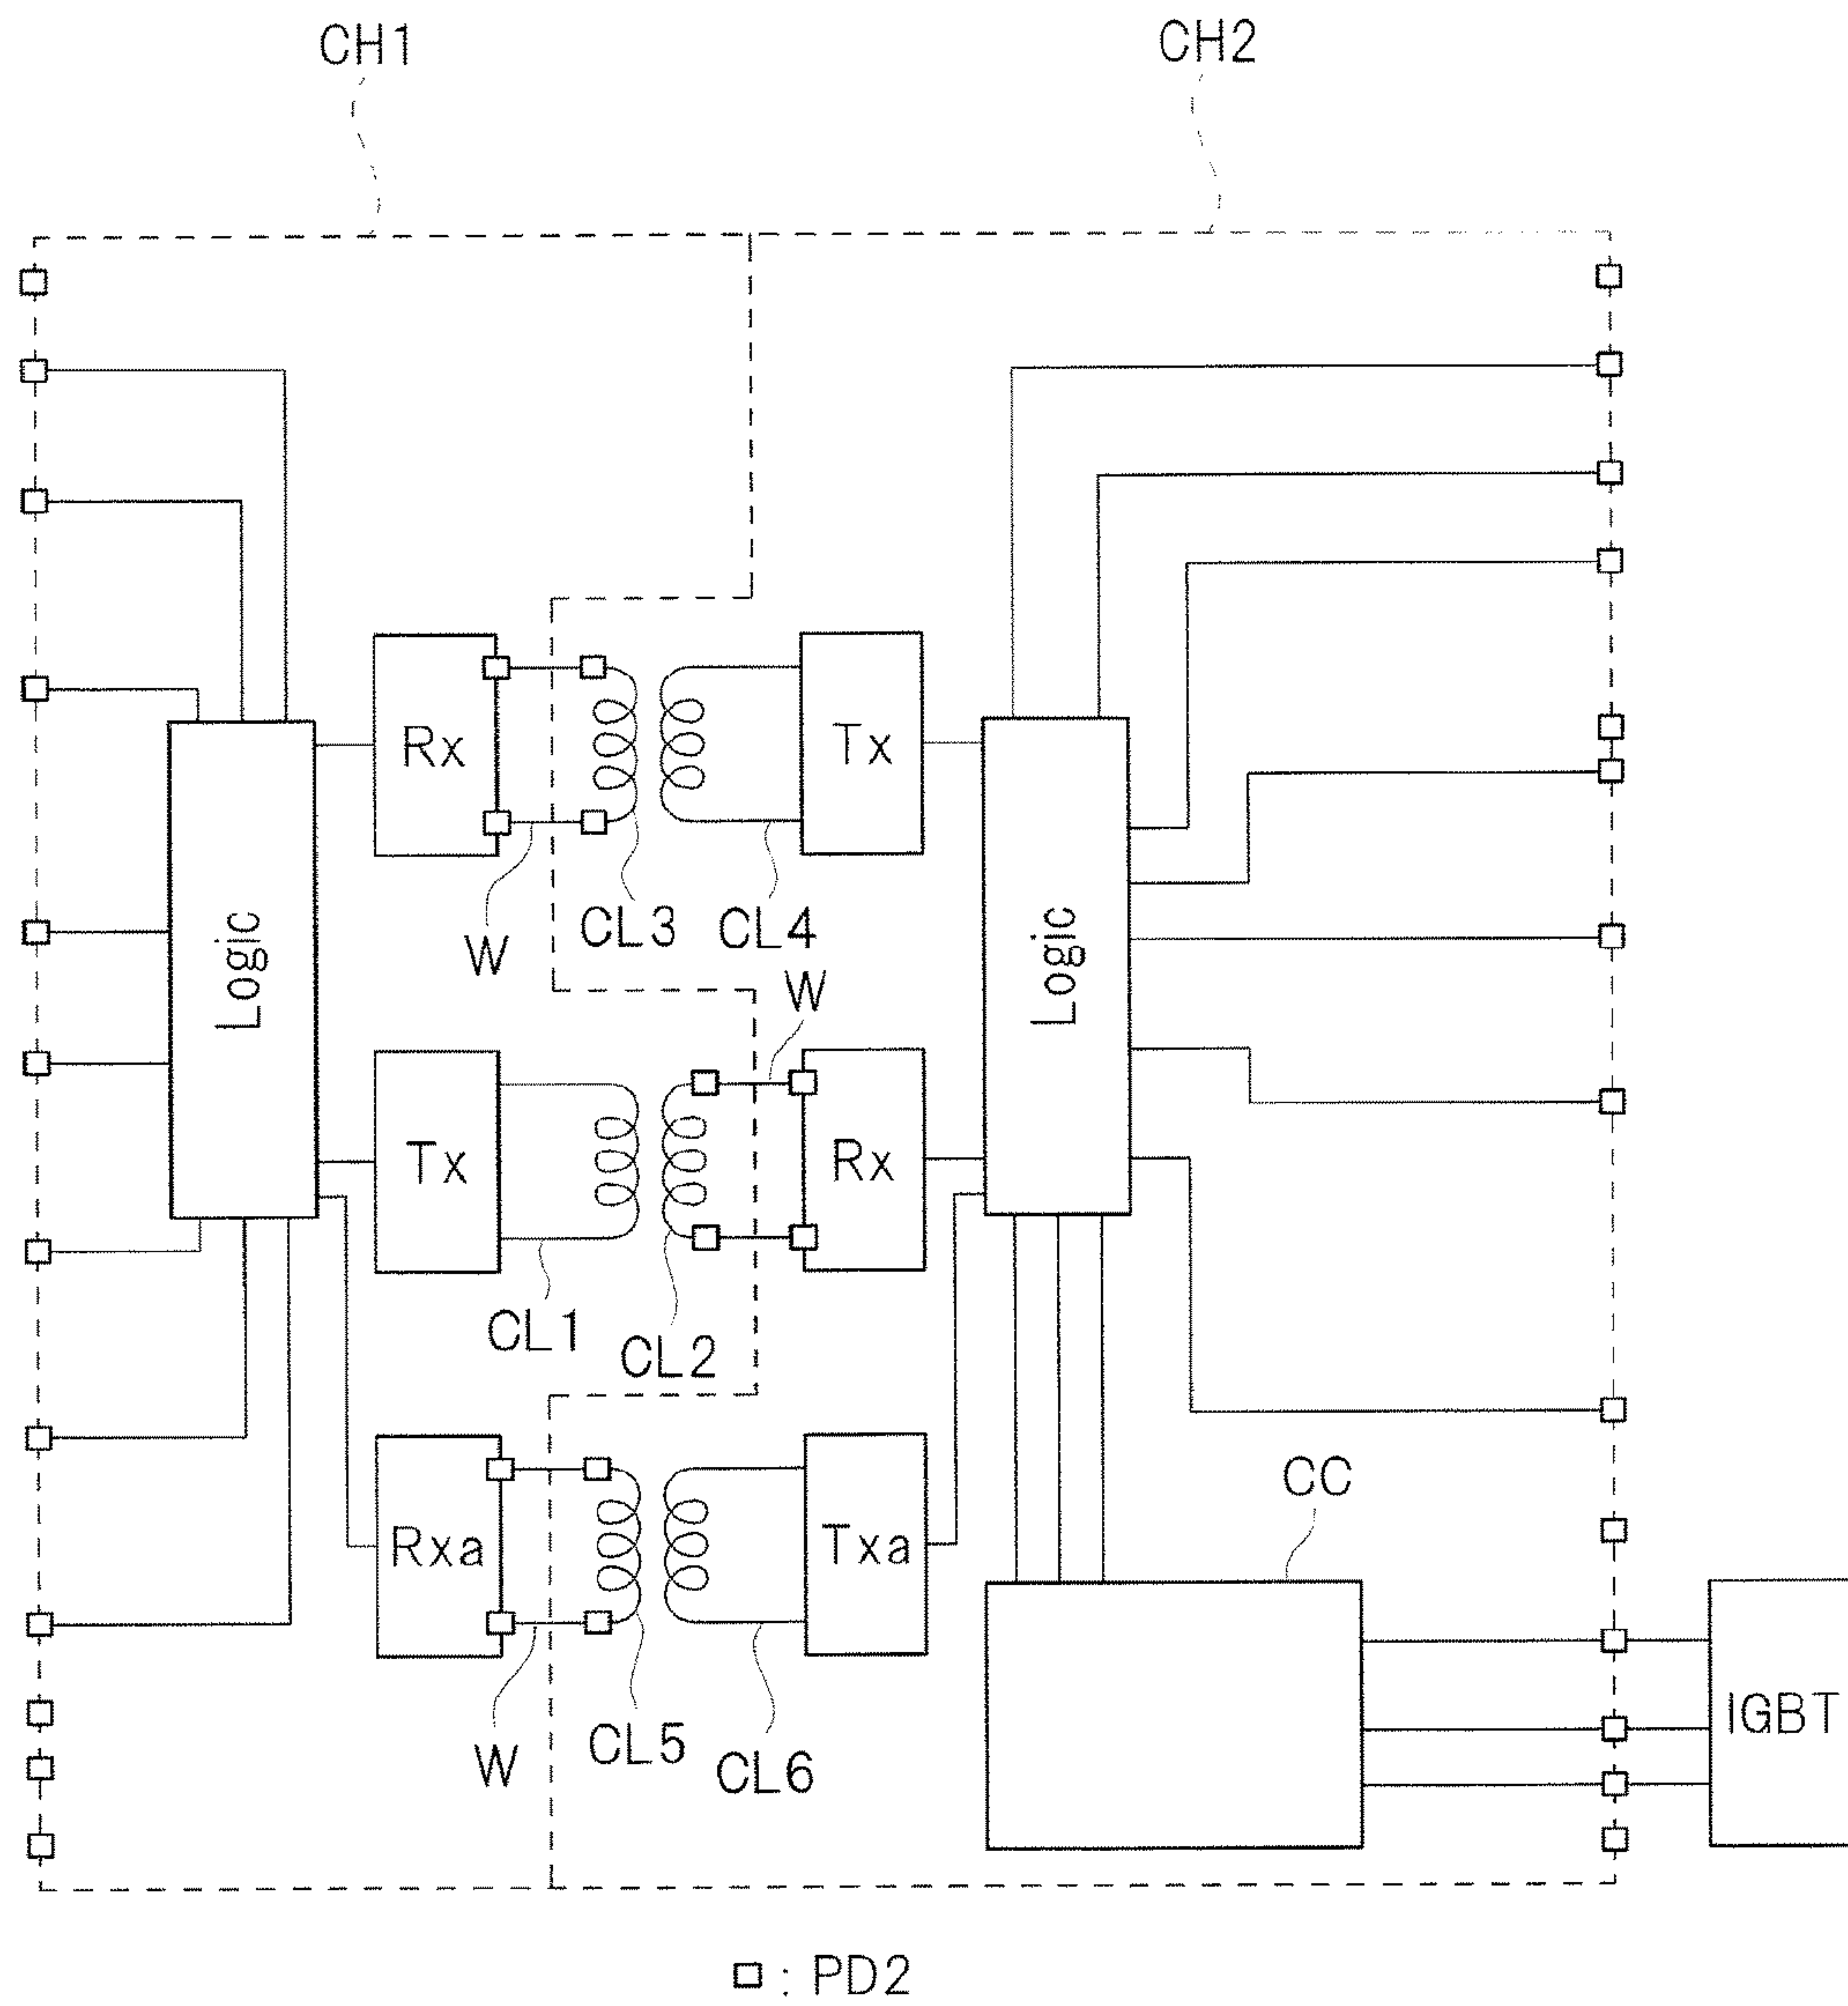 CH1
CH2
Rx
Tx
Logic
Logic
W
CL3
CL4
W
Tx
Rx
CL1
CL2
CC
Rxa
Txa
IGBT
W
CL5
CL6
: PD2